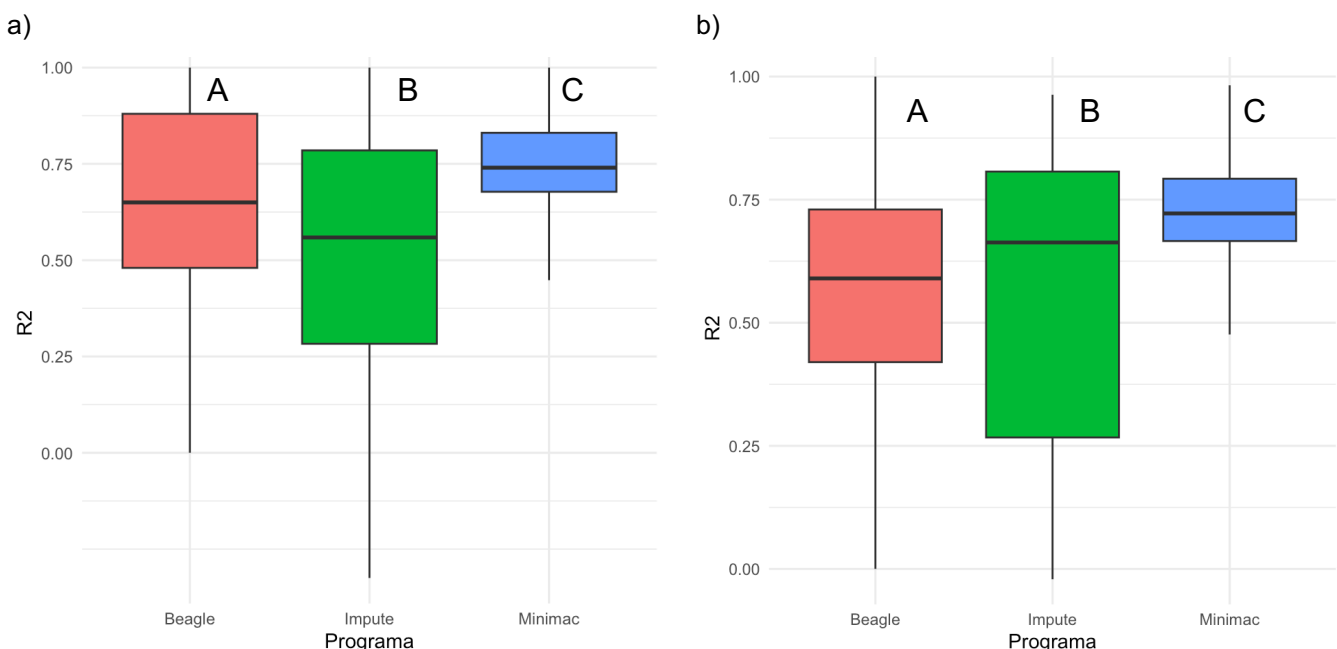 a)
1.00
0.75
0.50
0.25
0.00
R2
A
B
C
Beagle
Impute
Minimac
Programa
b)
1.00
0.75
0.50
0.25
0.00
R2
A
B
C
Beagle
Impute
Minimac
Programa